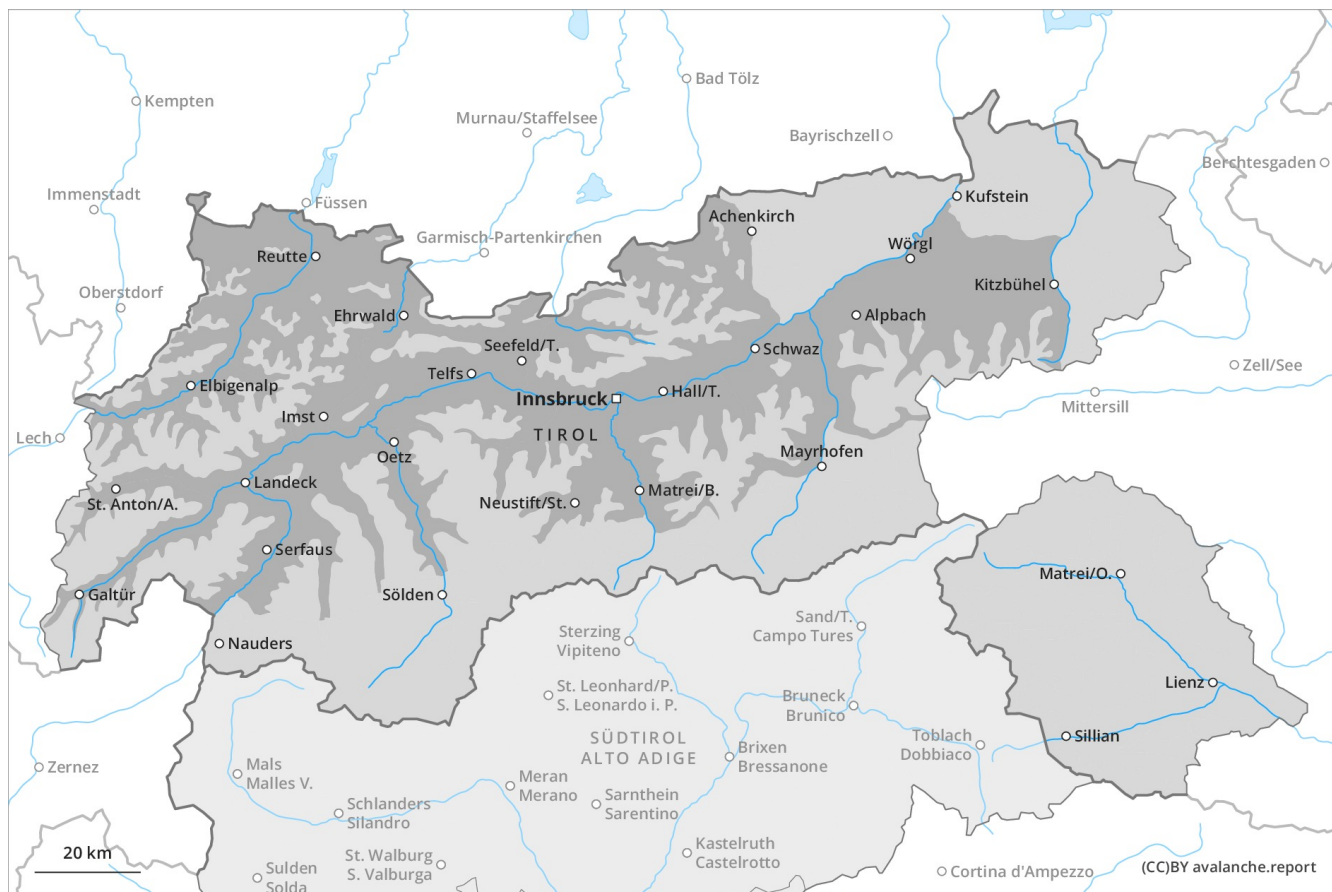 Kempten
Bad Tölz
Murnau/Staffelsee
Bayrischzell
Berchtesgaden
Immenstadt
Füssen
Kufstein
Achenkirch
Garmisch-Partenkirchen
Wörgl
Reutte
Kitzbühel
Oberstdorf
Ehrwald
Alpbach
Seefeld/T.
Schwaz
Zell/See
Telfs
Elbigenalp
Innsbruck
Hall/T.
Mittersill
Imst
Lech
TIROL
Oetz
Mayrhofen
Landeck
St. Anton/A.
Neustift/St.
Matrei/B.
Serfaus
Matrei/O.
Galtür
Sölden
Sand/T.
Campo Tures
Sterzing
Vipiteno
Nauders
Lienz
St. Leonhard/P.
S. Leonardo i. P.
Bruneck
Brunico
Sillian
SÜDTIROL
ALTO ADIGE
Toblach
Dobbiaco
Brixen
Bressanone
Zernez
Mals
Malles V.
Meran
Merano
Sarnthein
Sarentino
Schlanders
Silandro
Kastelruth
Castelrotto
20 km
St. Walburg
S. Valburga
Sulden
Solda
Cortina d'Ampezzo
(CC)BY avalanche.report